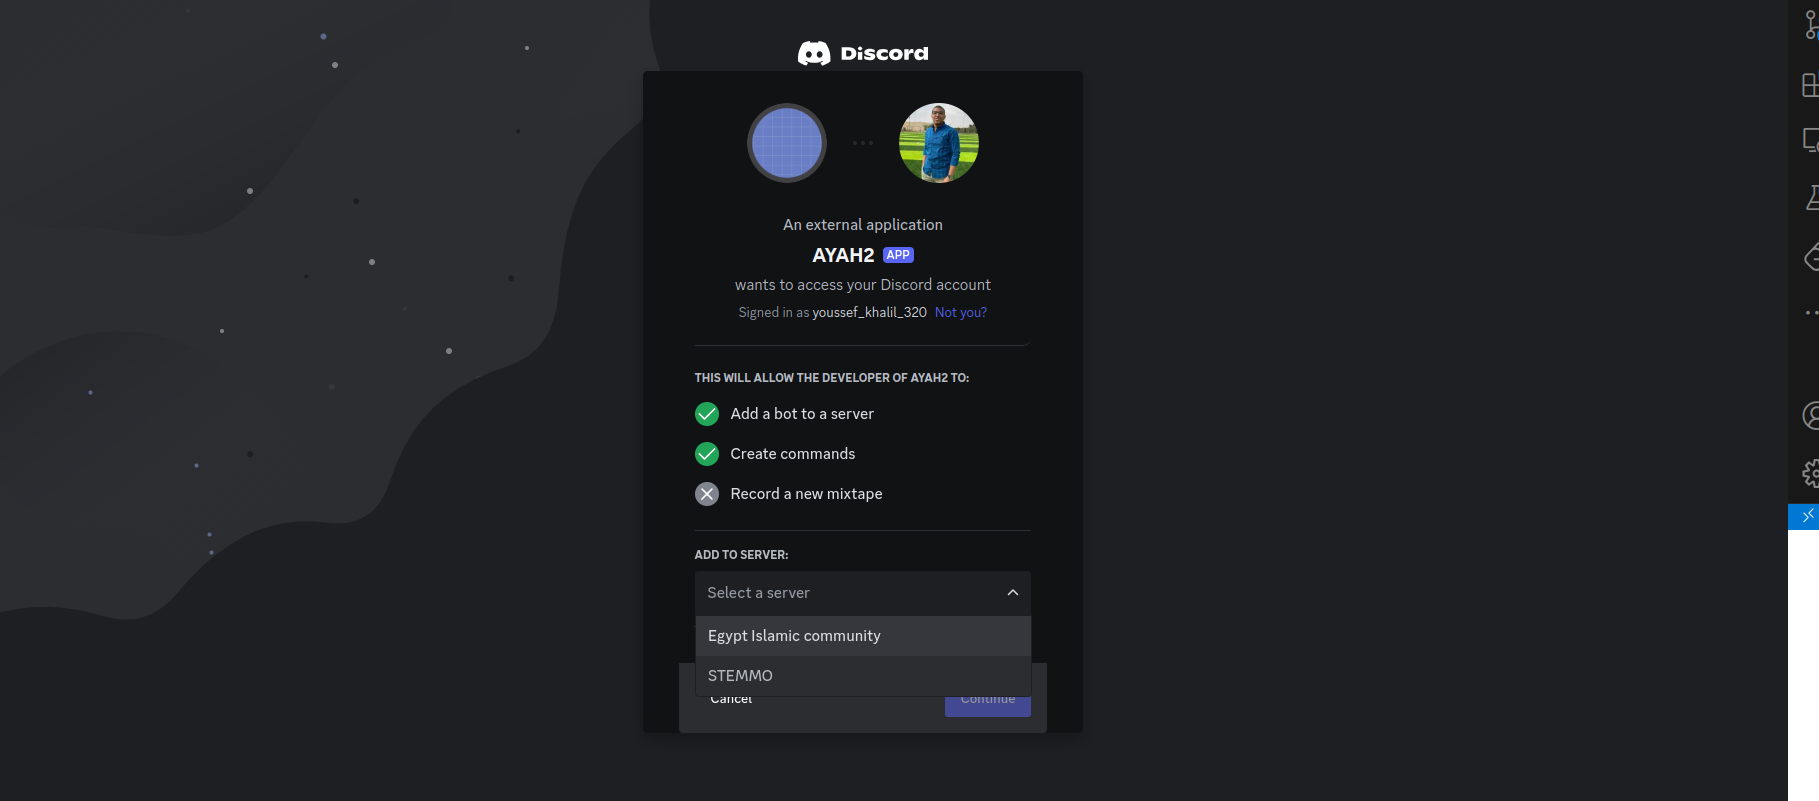 Discord
An external application
AYAH2 APP
wants to access your Discord account
Signed in as youssef_khalil_320 Not you?
THIS WILL ALLOW THE DEVELOPER OF AYAH2 TO:
Add a bot to a server
Create commands
Record a new mixtape
ADD TO SERVER:
Select a server
Egypt Islamic community
STEMMO
Cancel
Continue